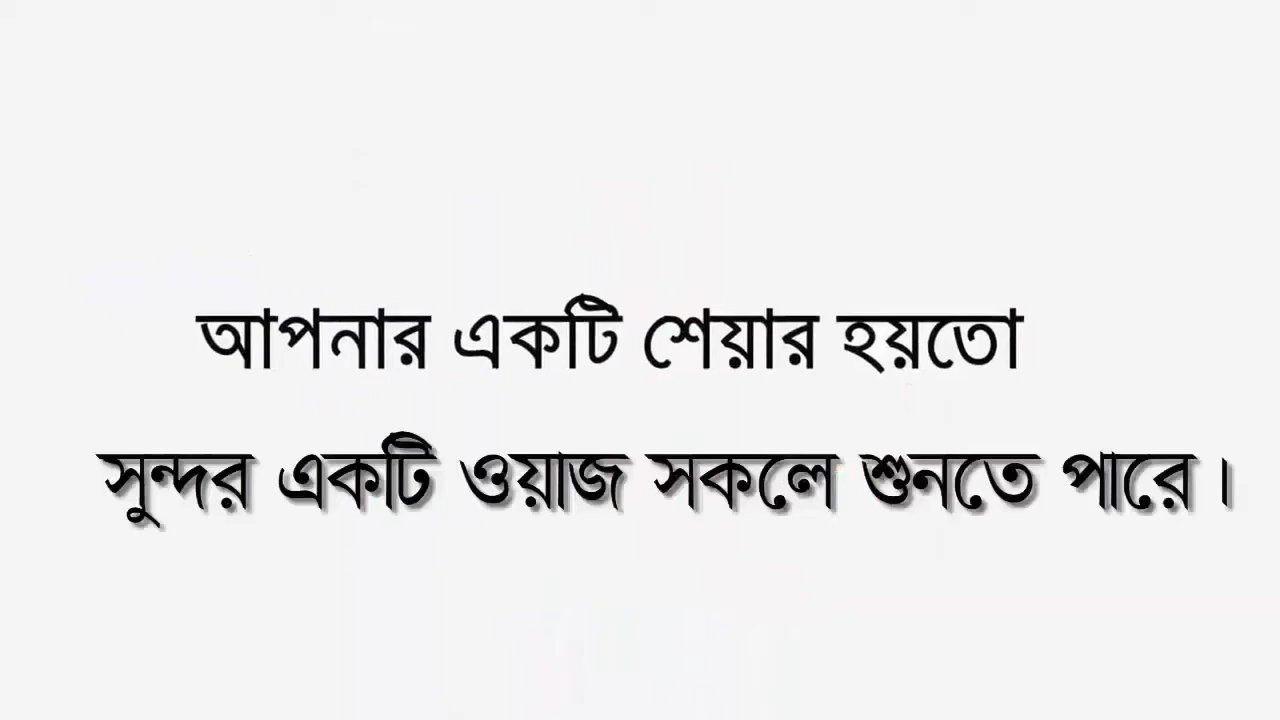 আপনার একটি শেয়ার হয়তো
সুন্দর একটি ওয়াজ সকলে শুনতে পারে।